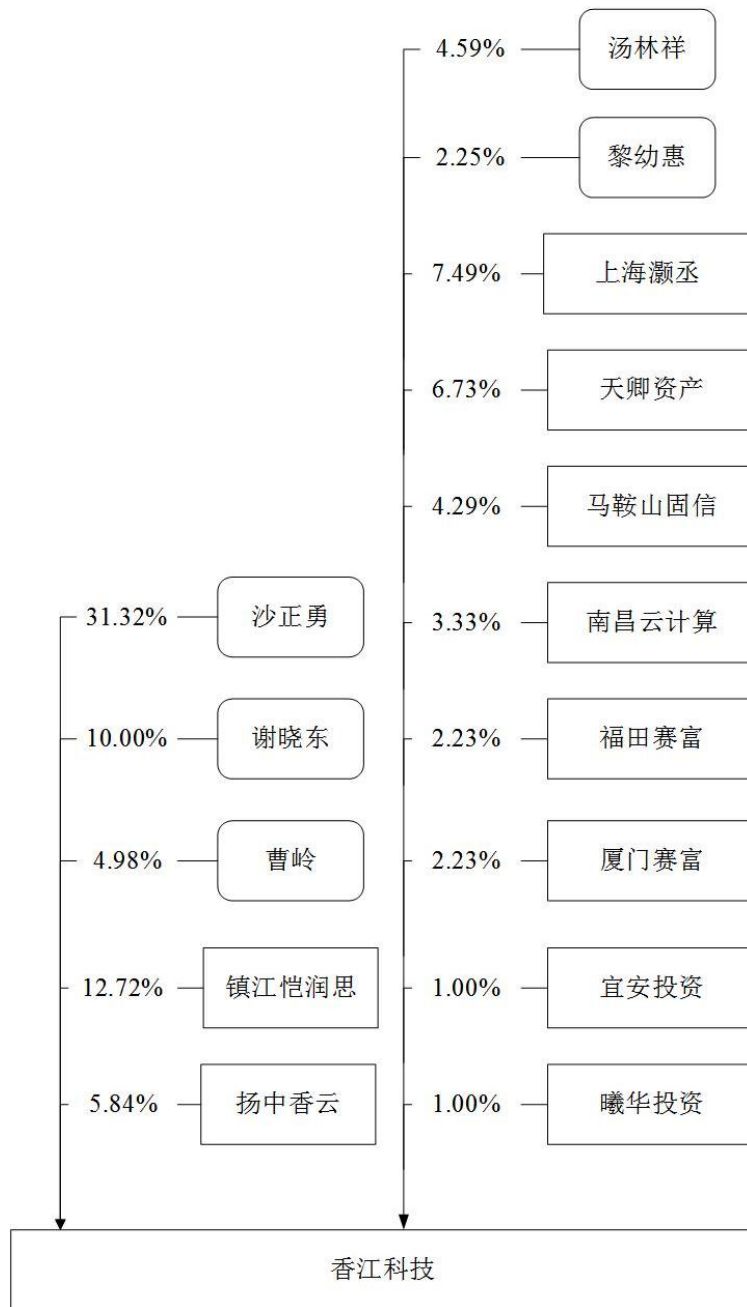 4.59% 汤林祥
2.25% 黎幼惠
7.49% 上海灏丞
6.73% 天卿资产
4.29% 马鞍山固信
31.32% 沙正勇
3.33% 南昌云计算
10.00% 谢晓东
2.23% 福田赛富
4.98% 曹岭
2.23% 厦门赛富
12.72% 镇江恺润思
1.00% 宜安投资
5.84% 扬中香云
1.00% 曦华投资
香江科技